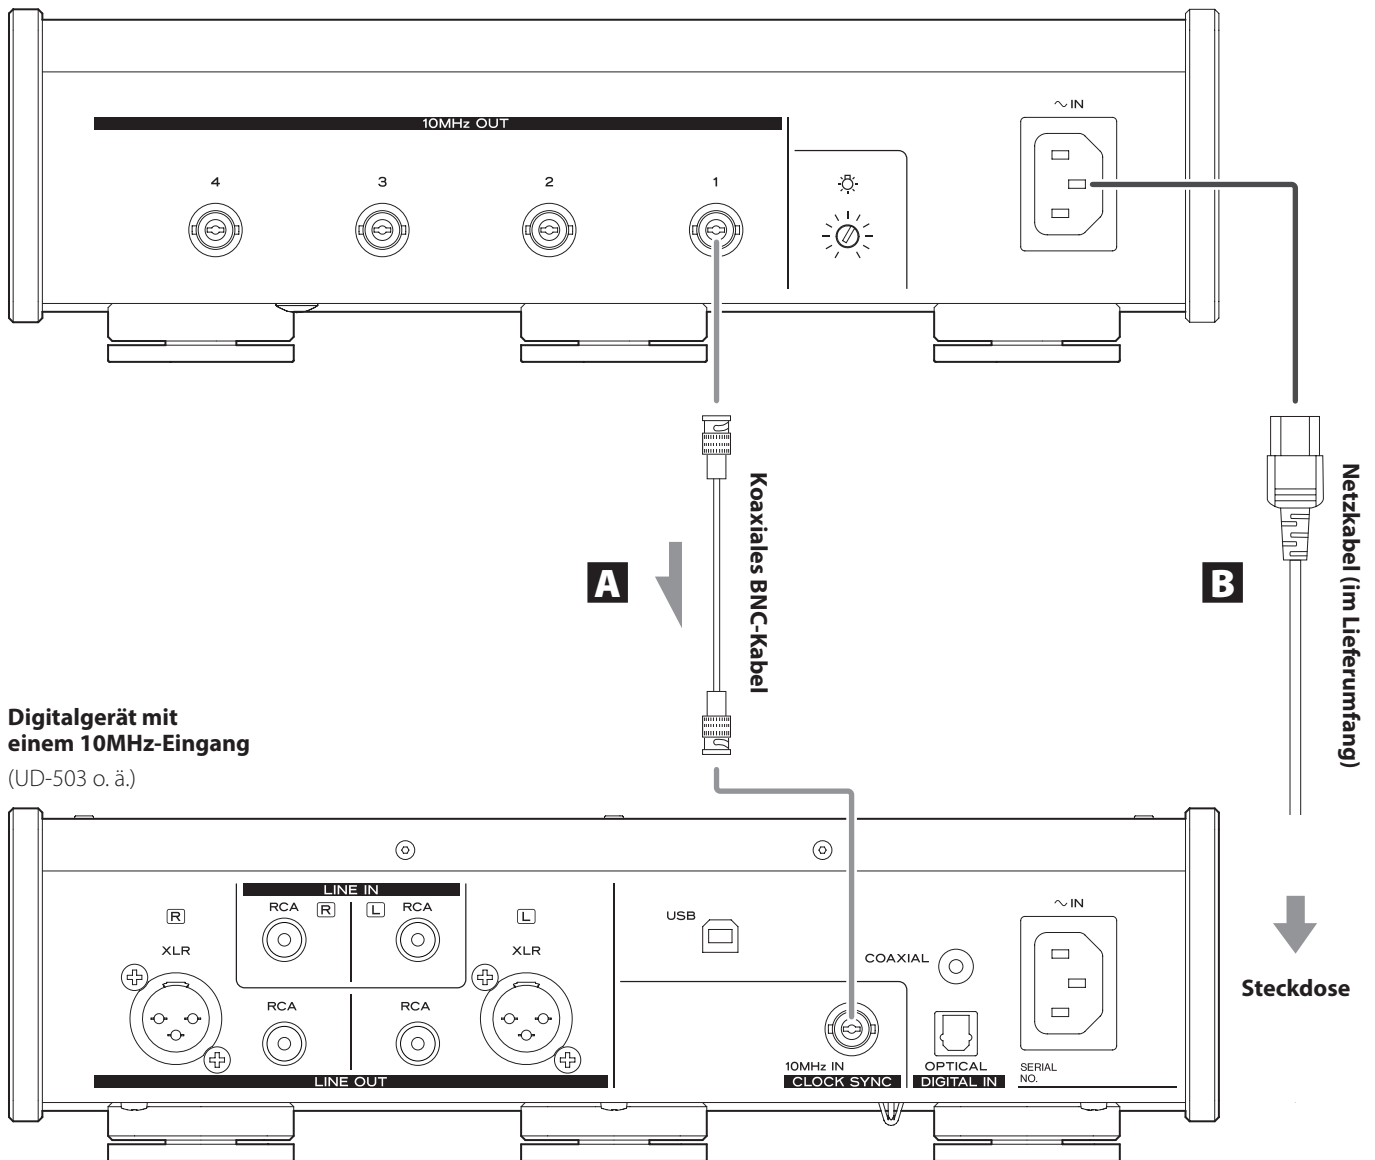 ∼ IN
10MHz OUT
4
3
2
1
A
Koaxiales BNC-Kabel
B
Netzkabel (im Lieferumfang)
Digitalgerät mit
einem 10MHz-Eingang
(UD-503 o. ä.)
LINE IN
RCA R
L RCA
R
XLR
L
XLR
RCA
RCA
LINE OUT
USB
COAXIAL
∼ IN
10MHz IN
CLOCK SYNC
OPTICAL
DIGITAL IN
SERIAL
NO.
Steckdose